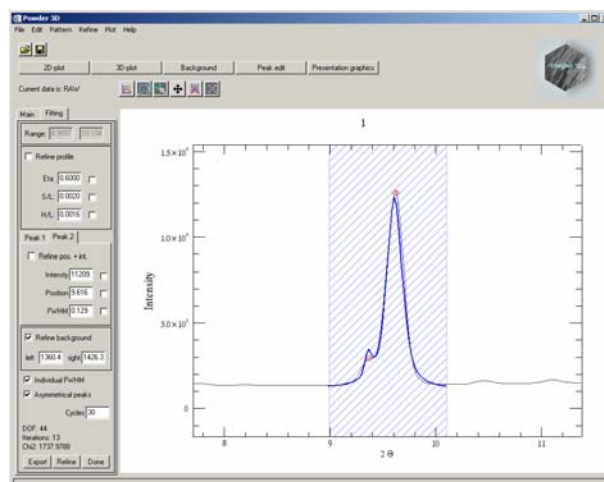 Powder 3D
File Edit Pattern Refine Plot Help
2D-plot 3D-plot Background Peak edit Presentation graphics
Current data is: RAW
Main Fitting
Range:
Refine profile
Eta: 0.6000
S/L: 0.0020
H/L: 0.0016
Peak 1 Peak 2
Refine pos. + int.
Intensity 11209
Position 9.616
FWHM 0.129
Refine background
left 1360.4 right 1426.3
Individual FWHM
Asymmetrical peaks
Cycles 30
DOF: 44
Iterations: 13
Chi2: 1737.9788
Export Refine Done
1
1.5×10⁴
1.0×10⁴
5.0×10³
0
Intensity
8 9 10 11
2 Θ